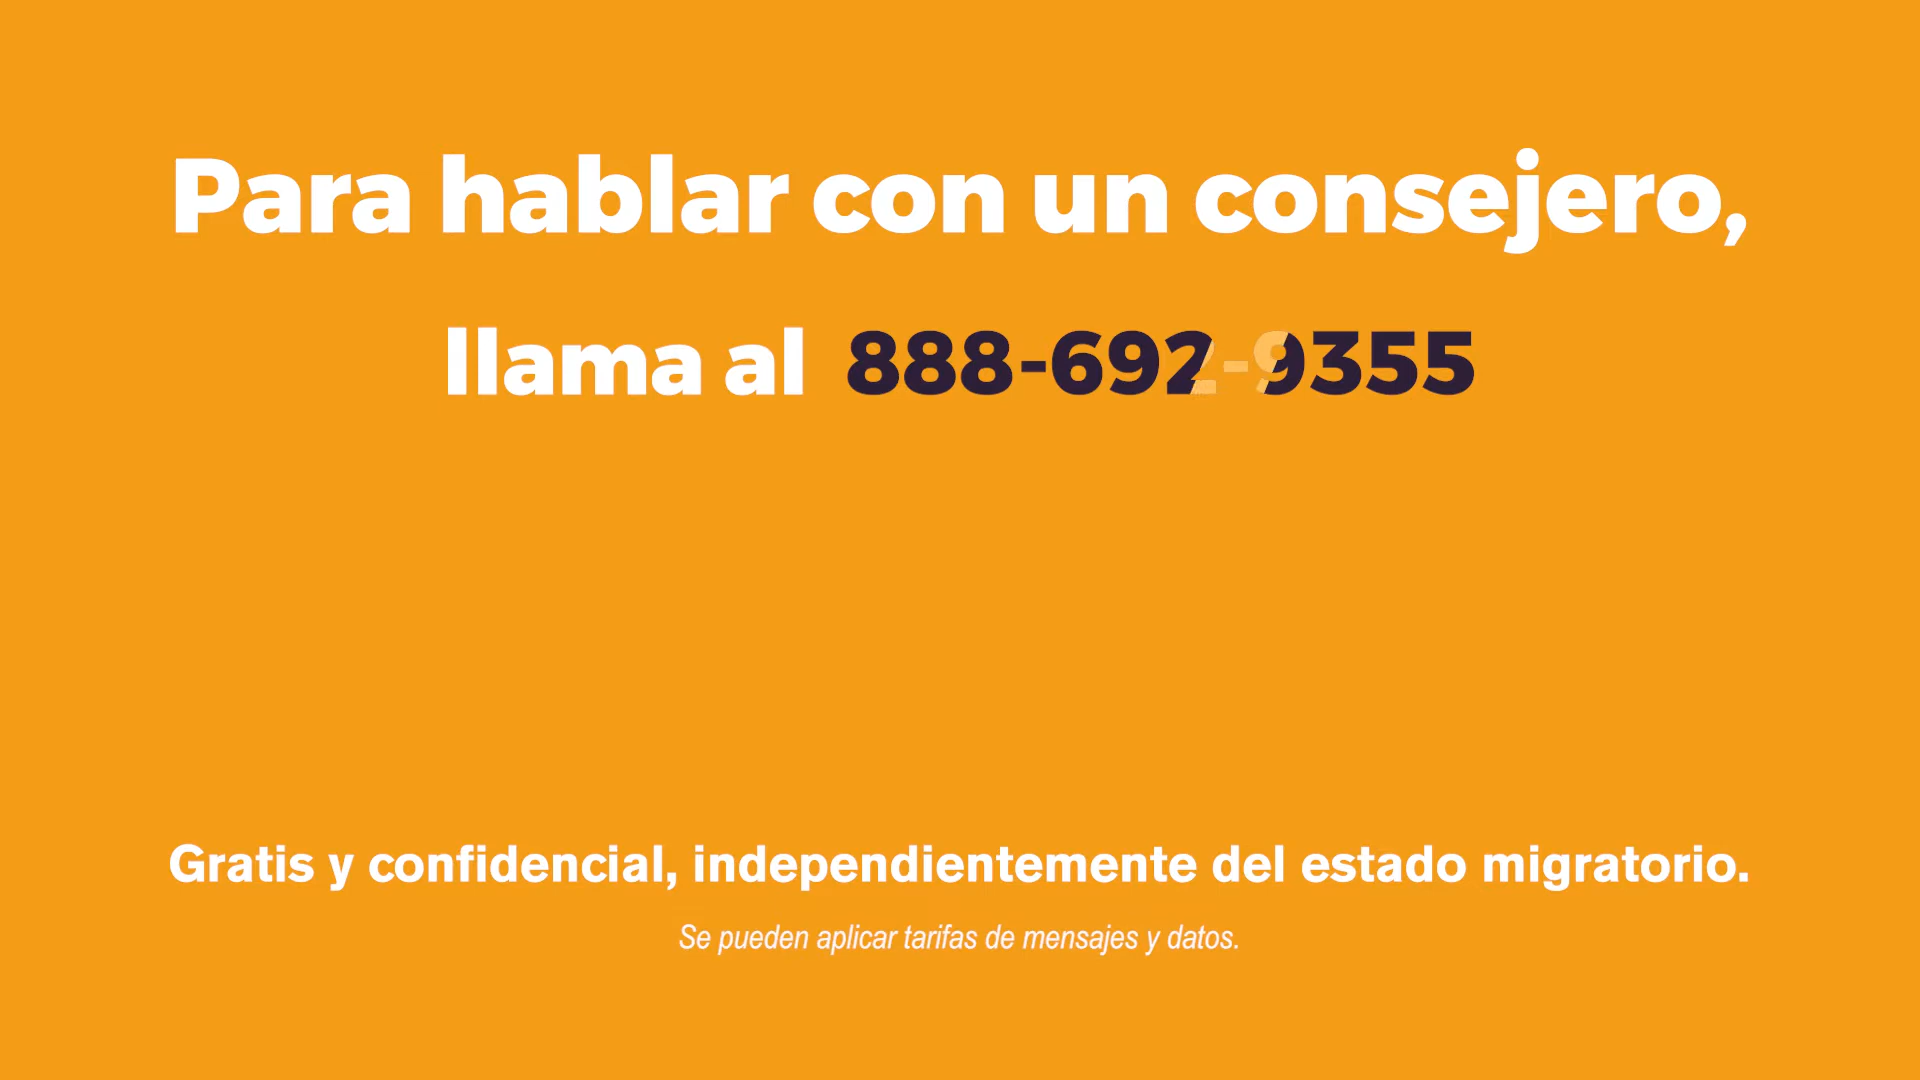 Para hablar con un consejero,
llama al 888-692-9355
Gratis y confidencial, independientemente del estado migratorio.
Se pueden aplicar tarifas de mensajes y datos.